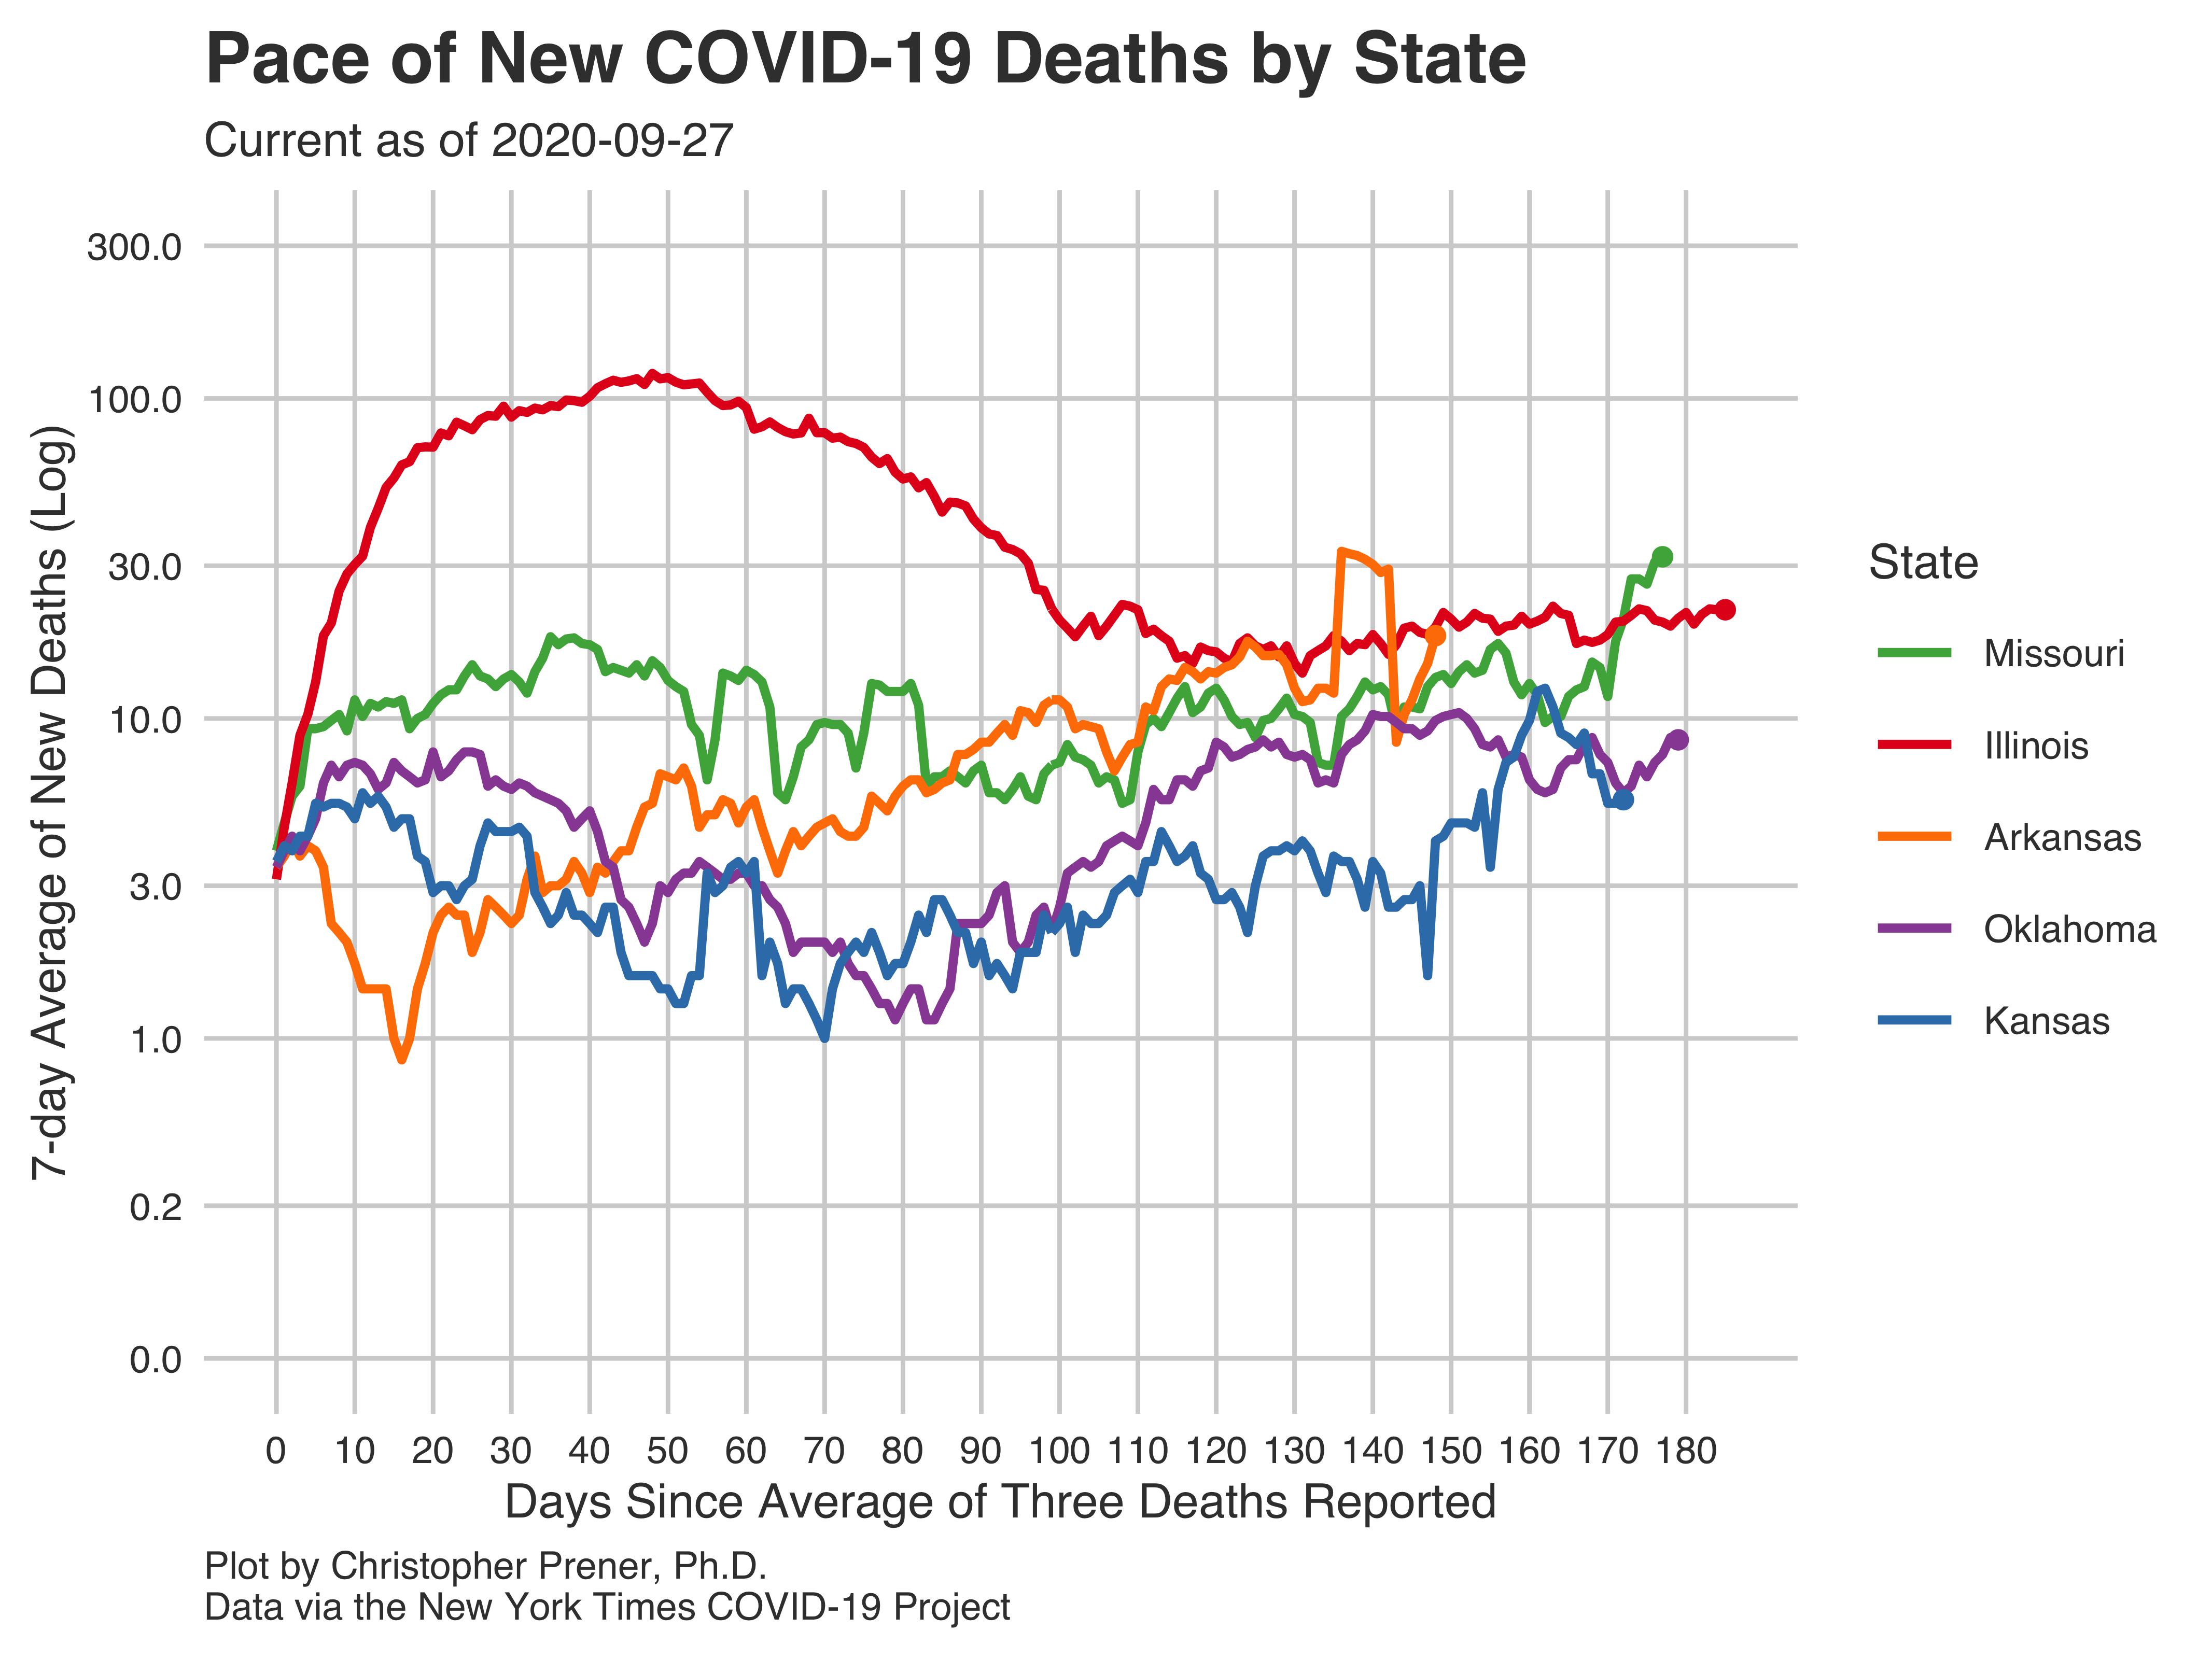 Pace of New COVID-19 Deaths by State
Current as of 2020-09-27
7-day Average of New Deaths (Log)
300.0
100.0
30.0
10.0
3.0
1.0
0.2
0.0
0 10 20 30 40 50 60 70 80 90 100 110 120 130 140 150 160 170 180
Days Since Average of Three Deaths Reported
State
Missouri
Illinois
Arkansas
Oklahoma
Kansas
Plot by Christopher Prener, Ph.D.
Data via the New York Times COVID-19 Project